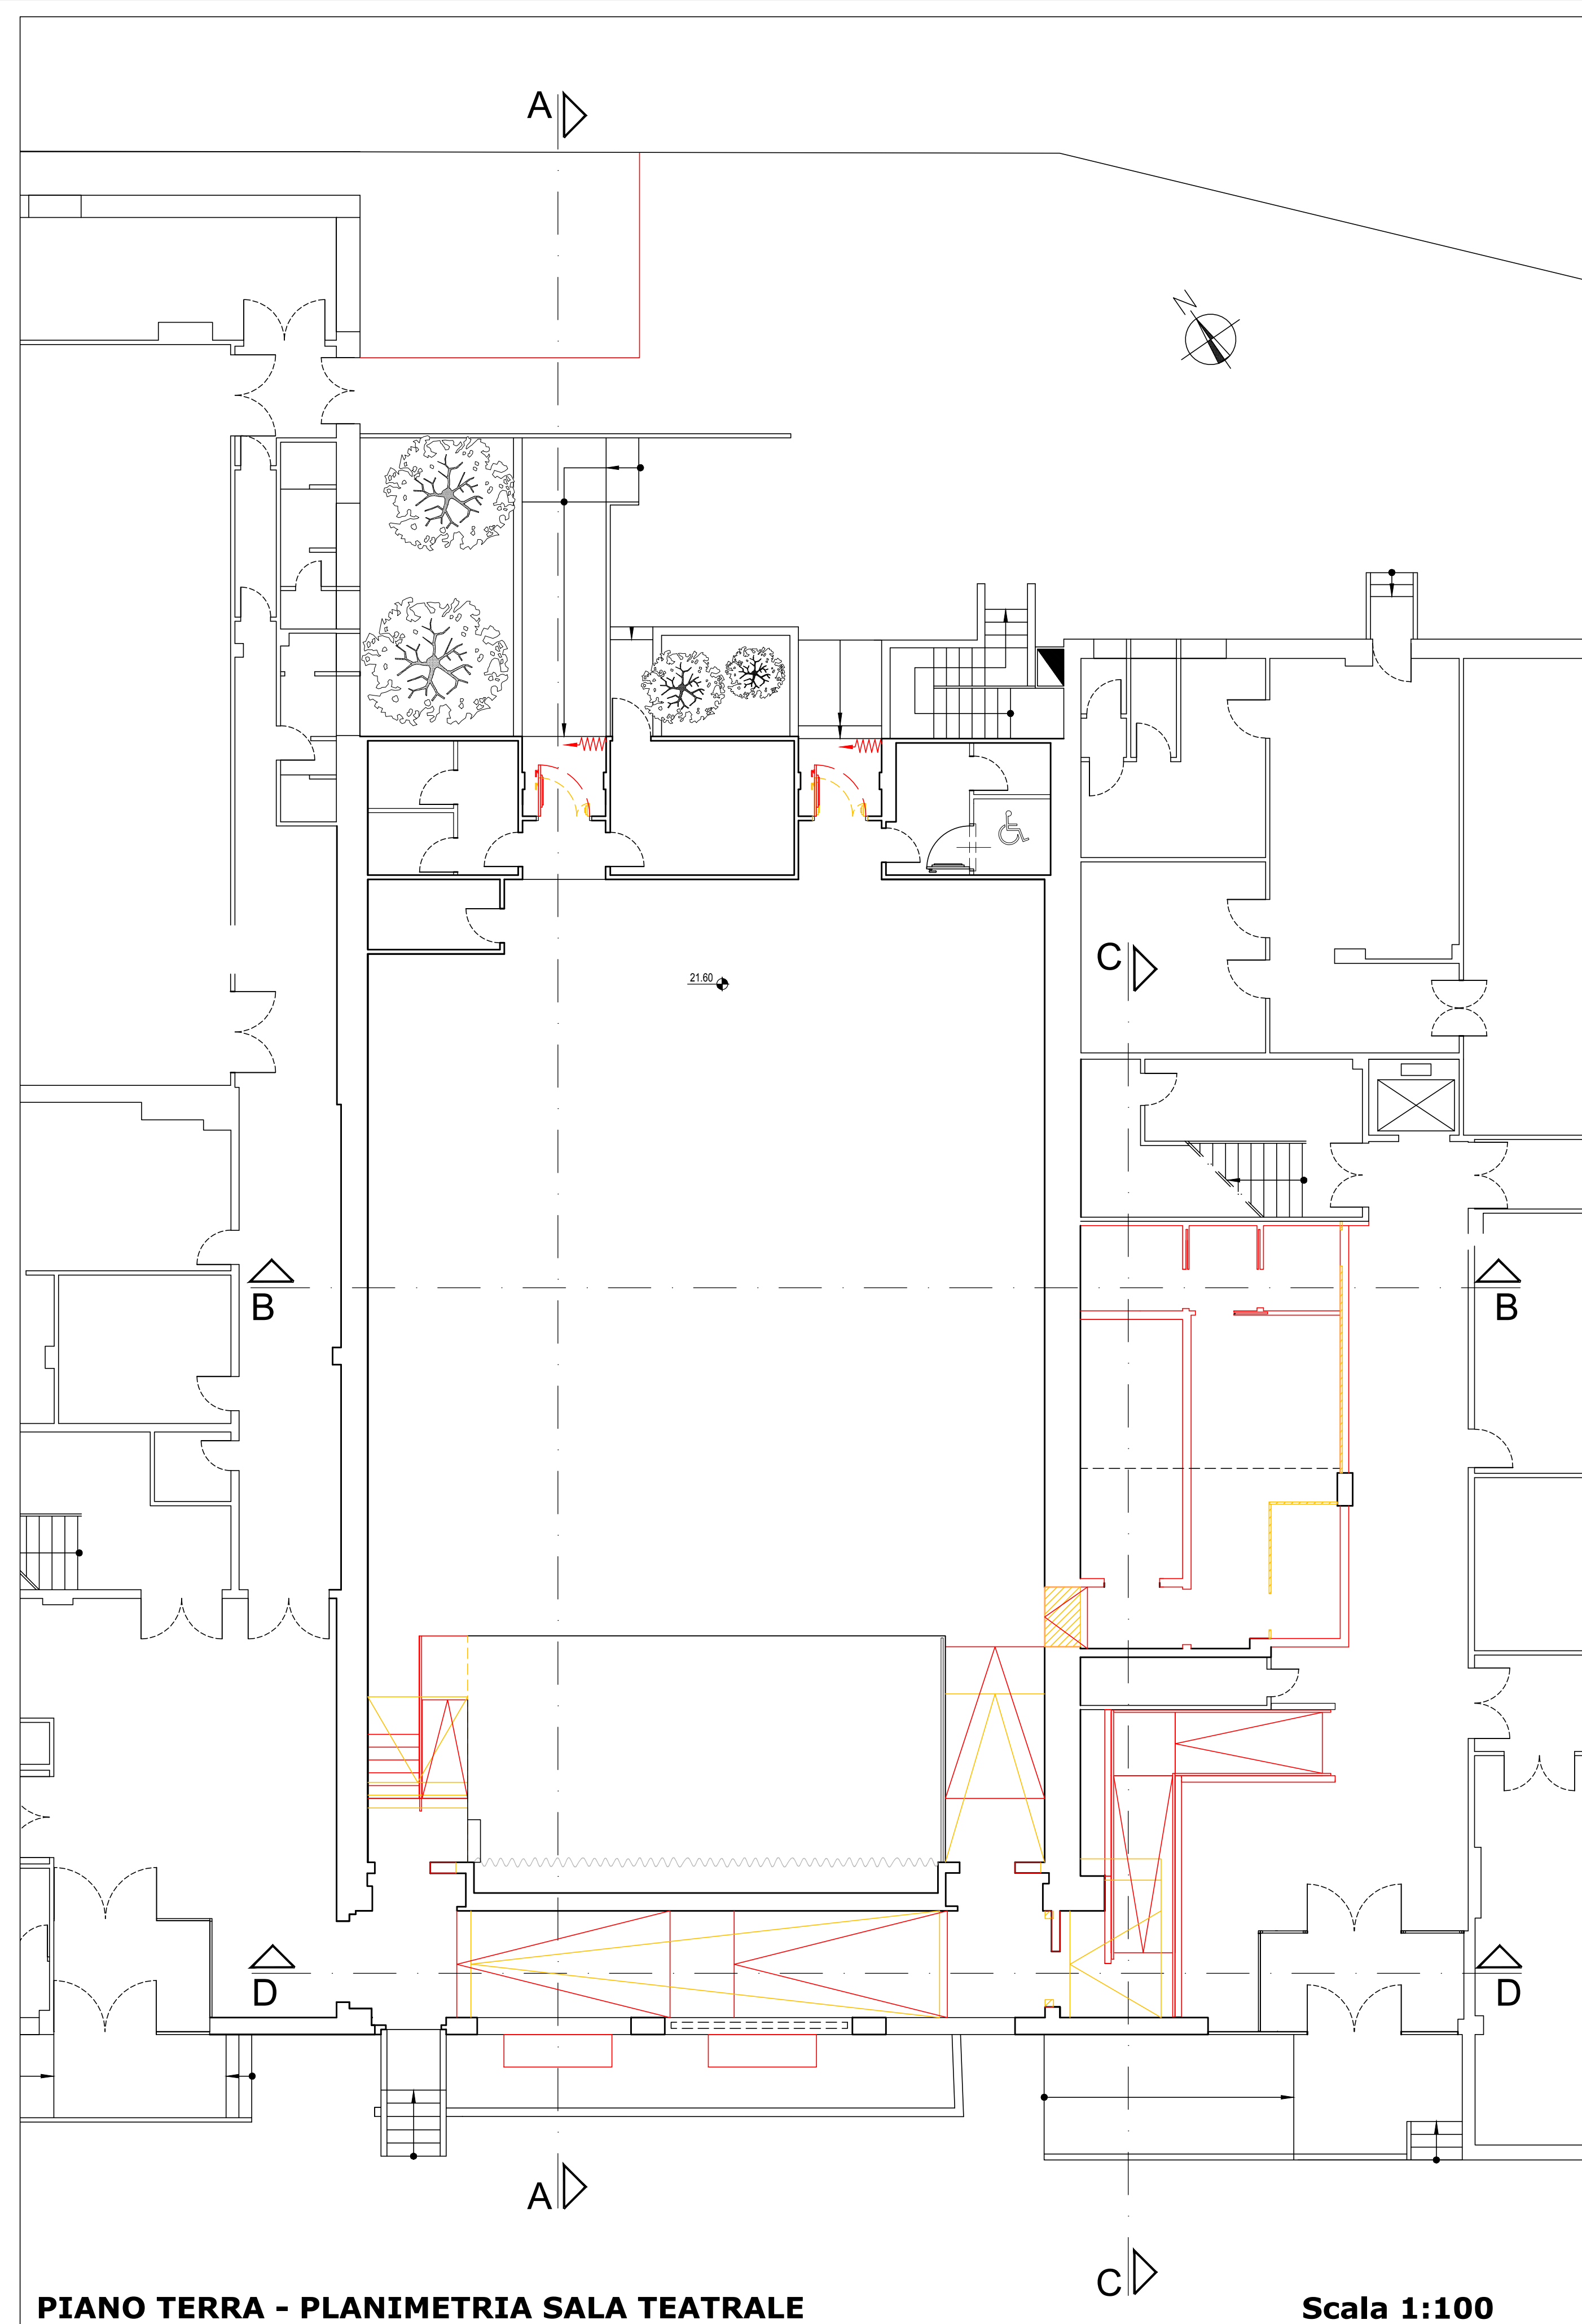 A
N
21.60
C
B
B
D
D
A
C
PIANO TERRA - PLANIMETRIA SALA TEATRALE
Scala 1:100